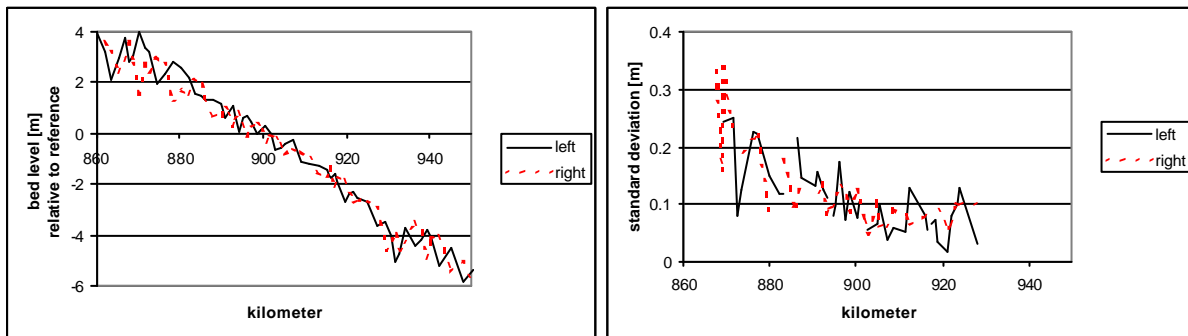 bed level [m]
relative to reference
4
2
0
-2
-4
-6
860 880 900 920 940
kilometer
left
right
standard deviation [m]
0.4
0.3
0.2
0.1
0
860 880 900 920 940
kilometer
left
right